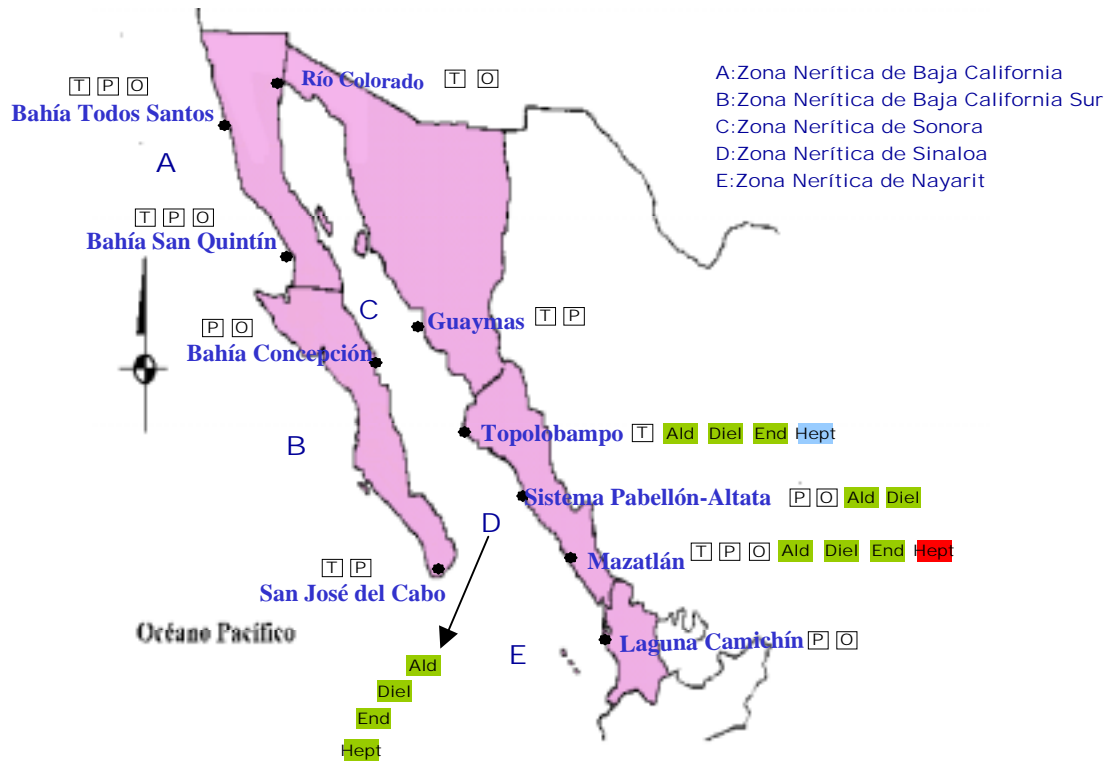 T P O
Bahía Todos Santos
Río Colorado T O
A:Zona Nerítica de Baja California
B:Zona Nerítica de Baja California Sur
C:Zona Nerítica de Sonora
D:Zona Nerítica de Sinaloa
E:Zona Nerítica de Nayarit
A
T P O
Bahía San Quintín
C
Guaymas T P
P O
Bahía Concepción
B
Topolobampo T Ald Diel End Hept
Sistema Pabellón-Altata P O Ald Diel
D
Mazatlán T P O Ald Diel End Hept
T P
San José del Cabo
Océano Pacífico
E
Laguna Camichín P O
Ald
Diel
End
Hept